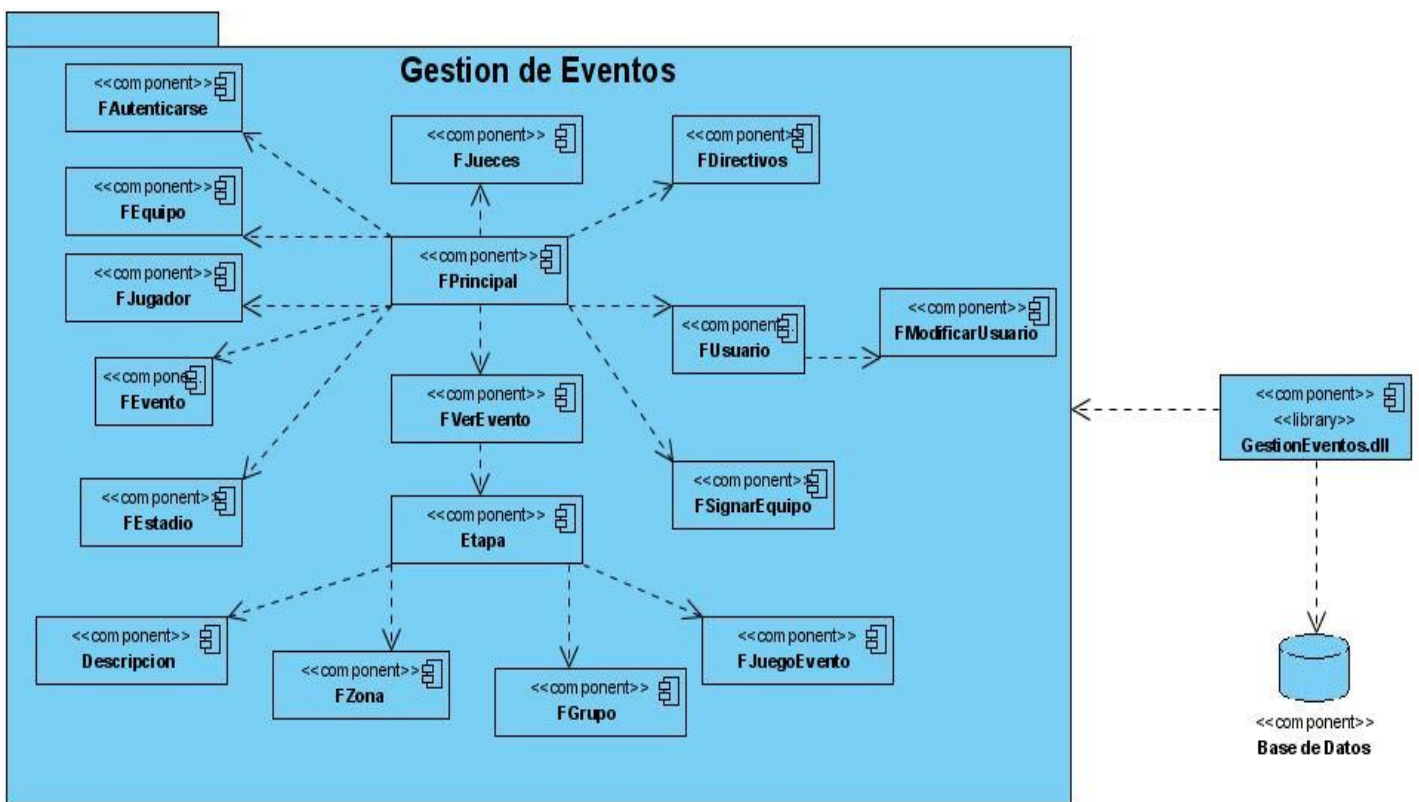 Gestion de Eventos
<<component>>
FAutenticarse
<<component>>
FJueces
<<component>>
FDirectivos
<<component>>
FEquipo
<<component>>
FPrincipal
<<component>>
FJugador
<<component>>
FModificarUsuario
<<component...
FUsuario
<<compone...
FEvento
<<component>>
FVerEvento
<<component>>
<<library>>
GestionEventos.dll
<<component>>
FSignarEquipo
<<component>>
FEstadio
<<component>>
Etapa
<<component>>
Descripcion
<<component>>
FJuegoEvento
<<component>>
FZona
<<component>>
FGrupo
<<component>>
Base de Datos